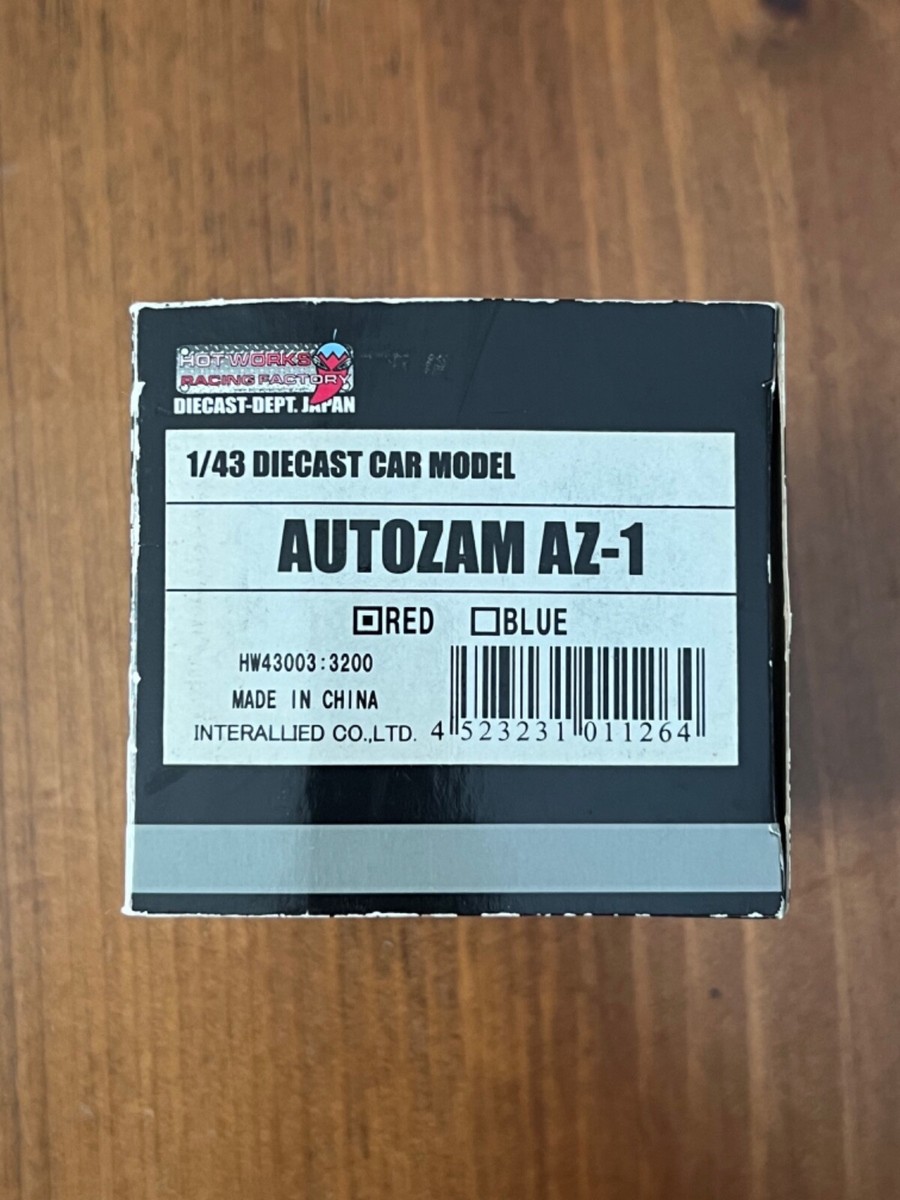 HOT WORKS
RACING FACTORY
DIECAST-DEPT. JAPAN
1/43 DIECAST CAR MODEL
AUTOZAM AZ-1
RED BLUE
HW43003:3200
MADE IN CHINA
INTERALLIED CO.,LTD. 4 523231 011264